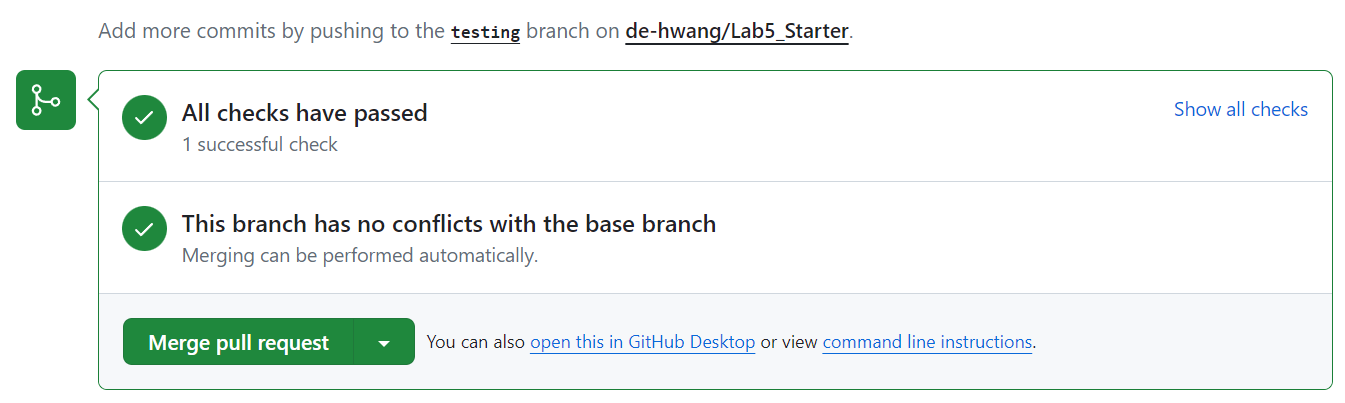 Add more commits by pushing to the testing branch on de-hwang/Lab5_Starter.
All checks have passed
Show all checks
1 successful check
This branch has no conflicts with the base branch
Merging can be performed automatically.
Merge pull request
You can also open this in GitHub Desktop or view command line instructions.